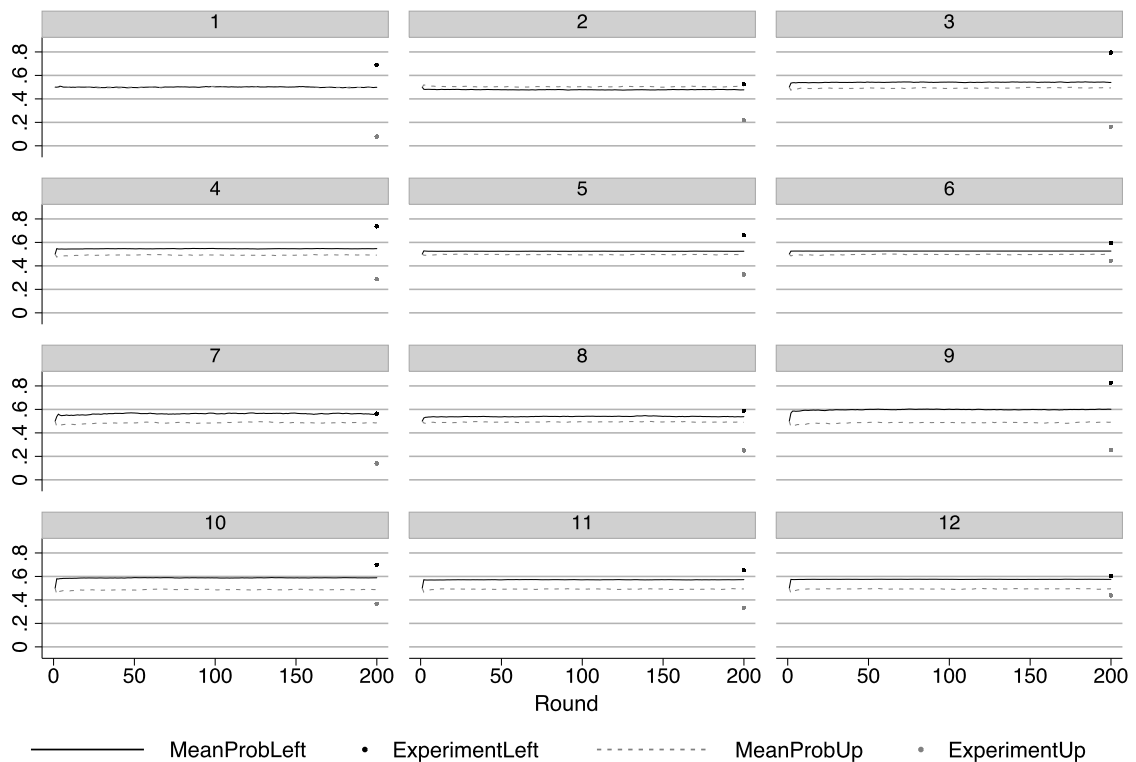 1 2 3
0 .2 .4 .6 .8
4 5 6
0 .2 .4 .6 .8
7 8 9
0 .2 .4 .6 .8
10 11 12
0 .2 .4 .6 .8
0 50 100 150 200 0 50 100 150 200 0 50 100 150 200
Round
MeanProbLeft ExperimentLeft MeanProbUp ExperimentUp